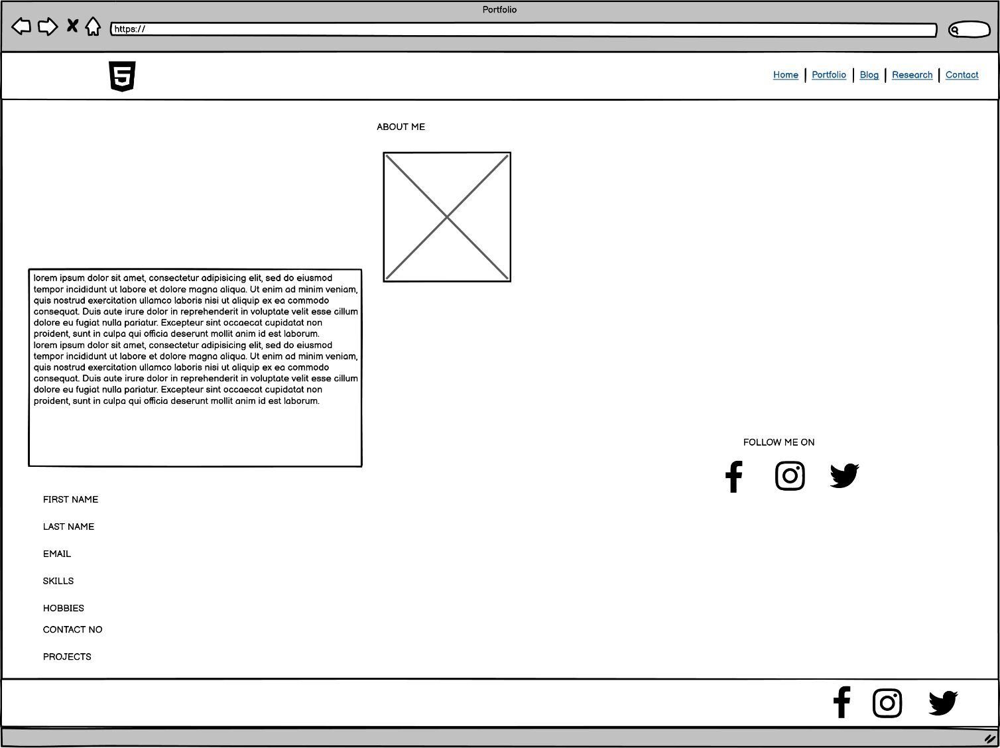 Portfolio
https://
Home Portfolio Blog Research Contact
ABOUT ME
lorem ipsum dolor sit amet, consectetur adipisicing elit, sed do eiusmod
tempor incididunt ut labore et dolore magna aliqua. Ut enim ad minim veniam,
quis nostrud exercitation ullamco laboris nisi ut aliquip ex ea commodo
consequat. Duis aute irure dolor in reprehenderit in voluptate velit esse cillum
dolore eu fugiat nulla pariatur. Excepteur sint occaecat cupidatat non
proident, sunt in culpa qui officia deserunt mollit anim id est laborum.
lorem ipsum dolor sit amet, consectetur adipisicing elit, sed do eiusmod
tempor incididunt ut labore et dolore magna aliqua. Ut enim ad minim veniam,
quis nostrud exercitation ullamco laboris nisi ut aliquip ex ea commodo
consequat. Duis aute irure dolor in reprehenderit in voluptate velit esse cillum
dolore eu fugiat nulla pariatur. Excepteur sint occaecat cupidatat non
proident, sunt in culpa qui officia deserunt mollit anim id est laborum.
FOLLOW ME ON
FIRST NAME
LAST NAME
EMAIL
SKILLS
HOBBIES
CONTACT NO
PROJECTS